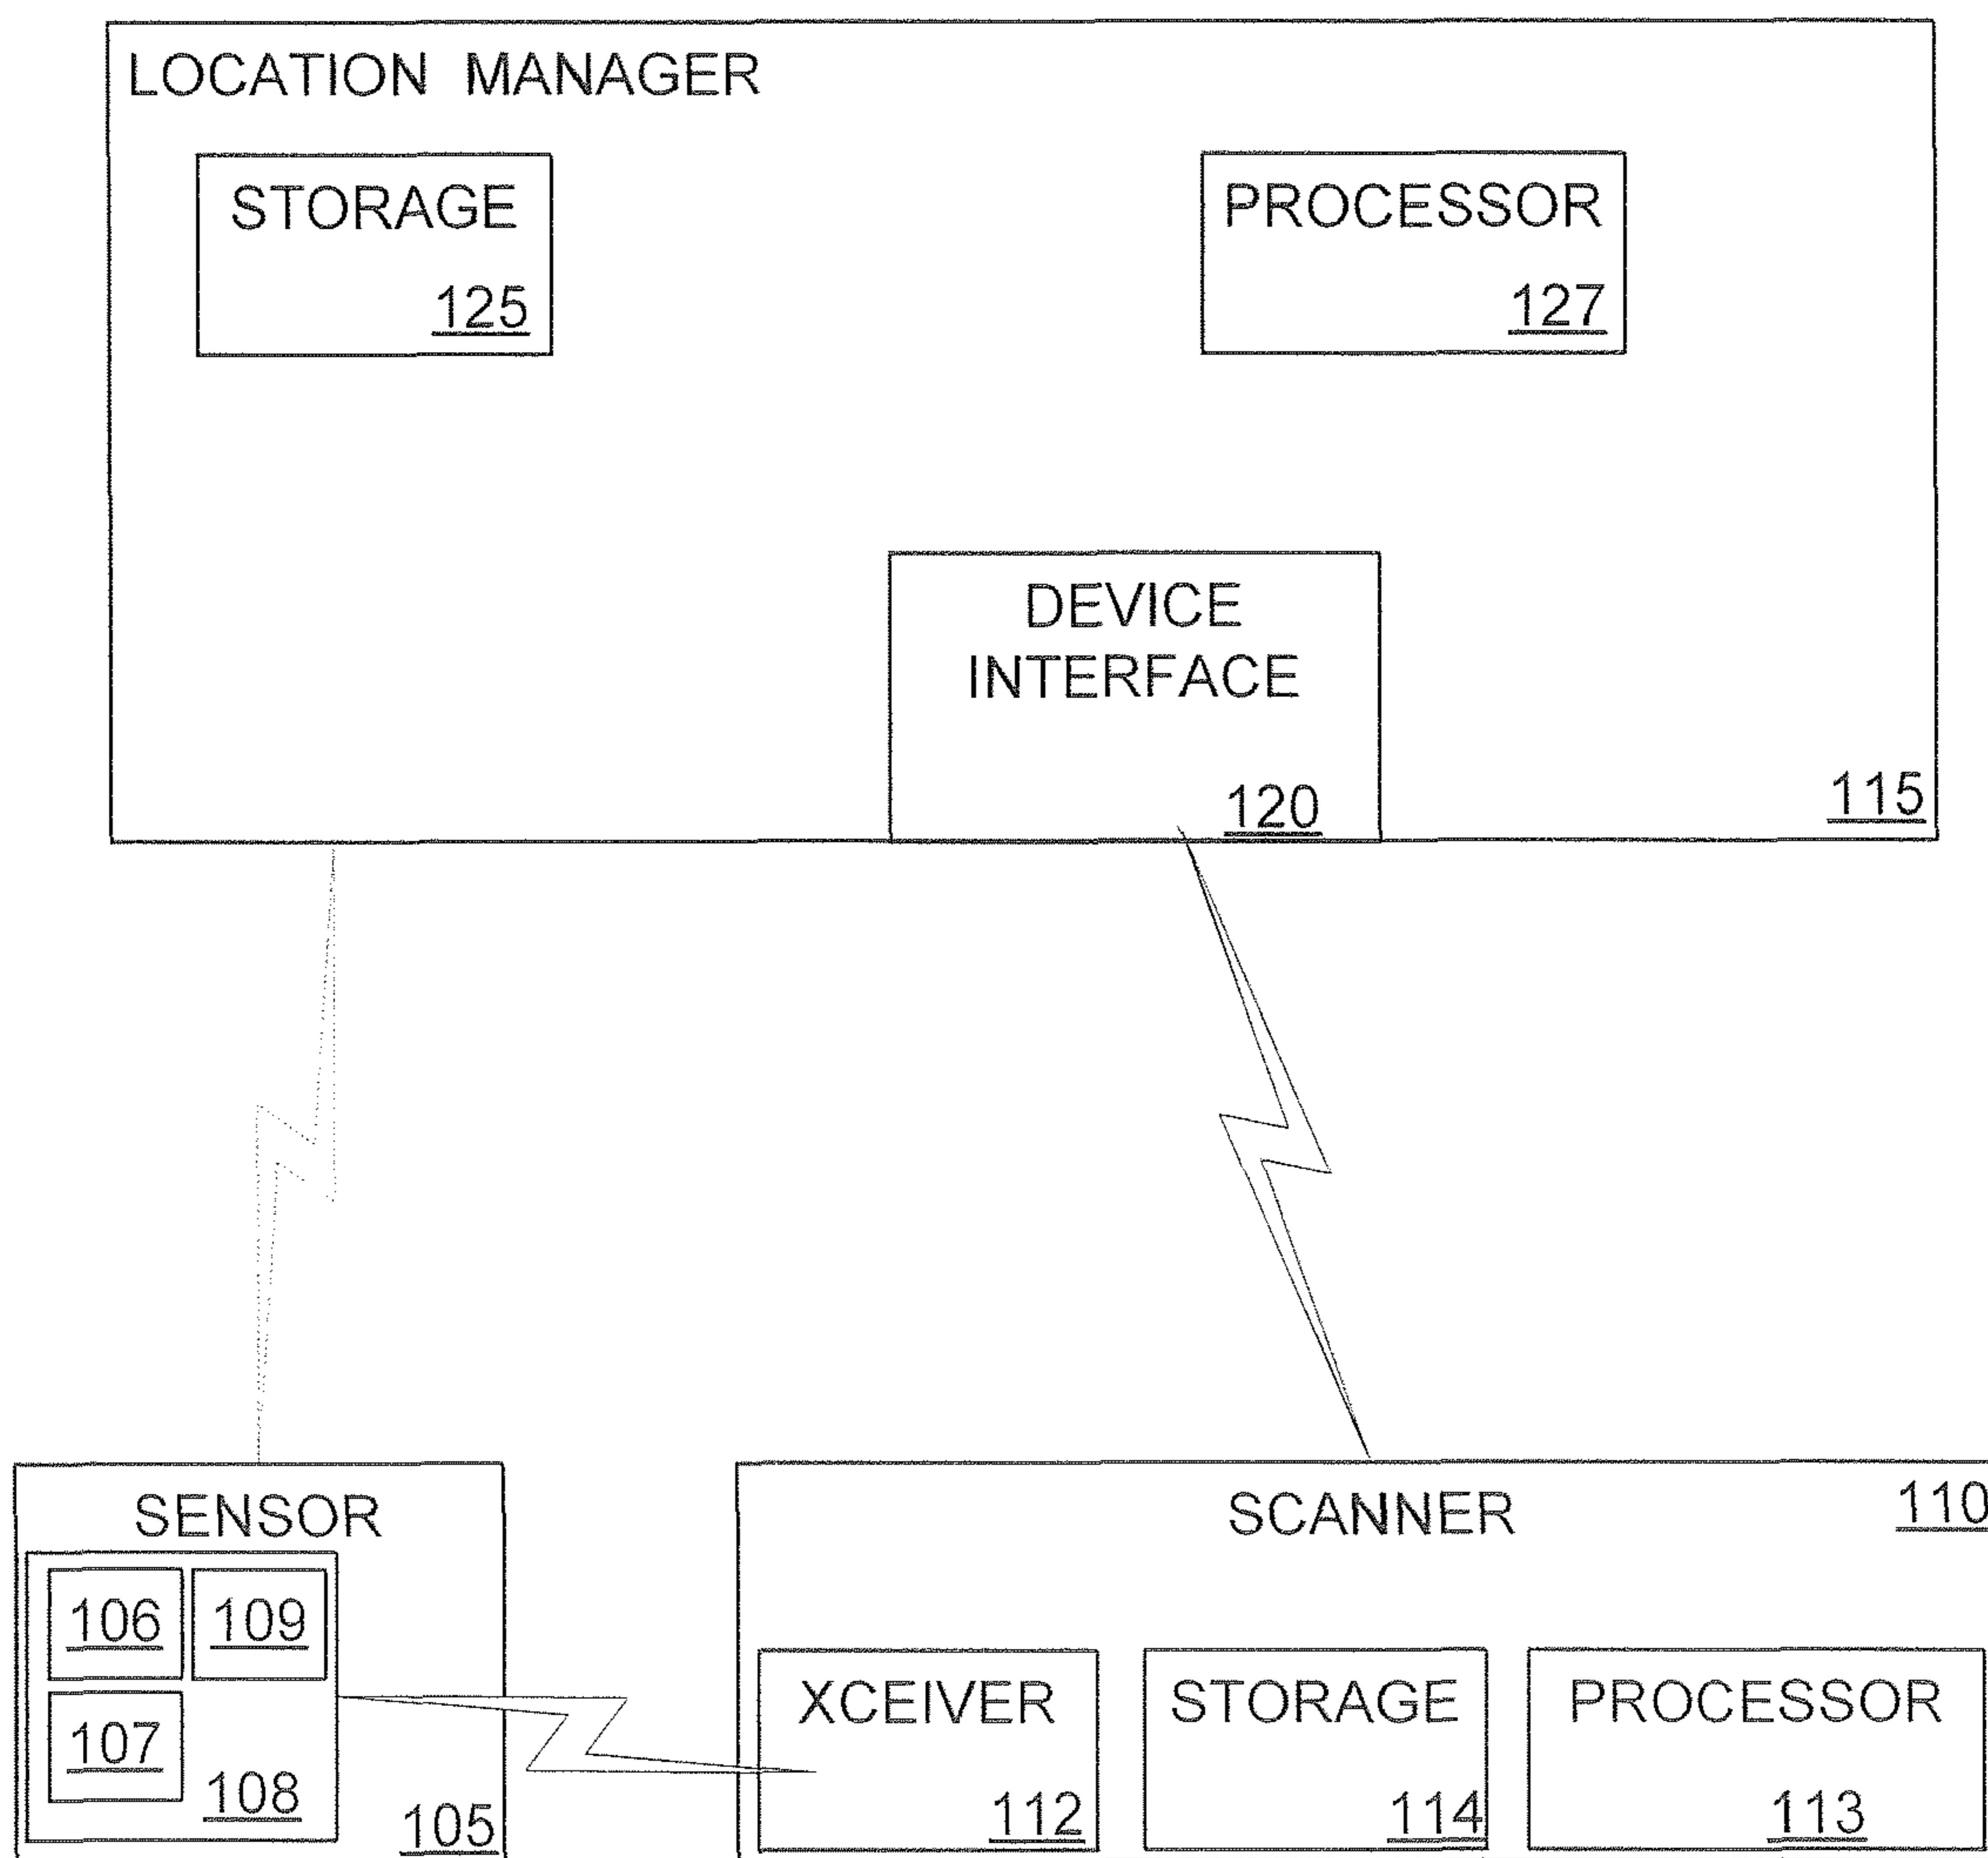 LOCATION MANAGER
STORAGE
125
PROCESSOR
127
DEVICE
INTERFACE
120
115
SENSOR
106
109
107
108
105
SCANNER
110
XCEIVER
112
STORAGE
114
PROCESSOR
113